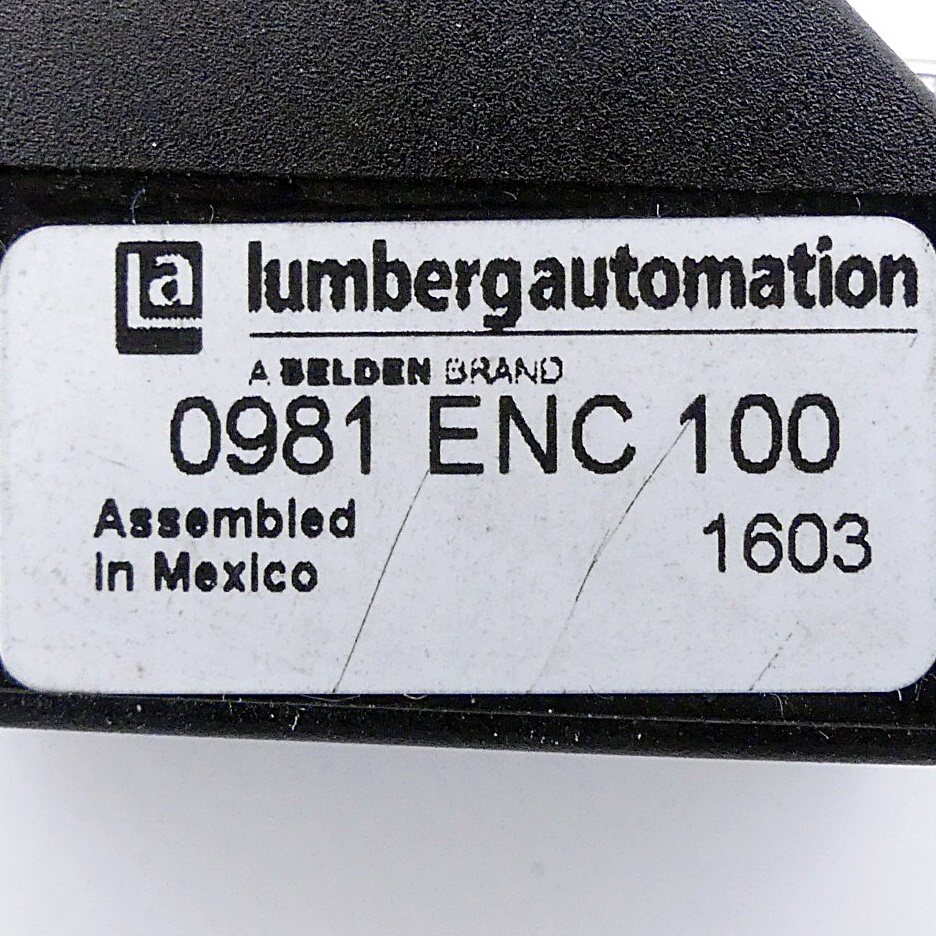 la lumbergautomation
A BELDEN BRAND
0981 ENC 100
Assembled
in Mexico
1603